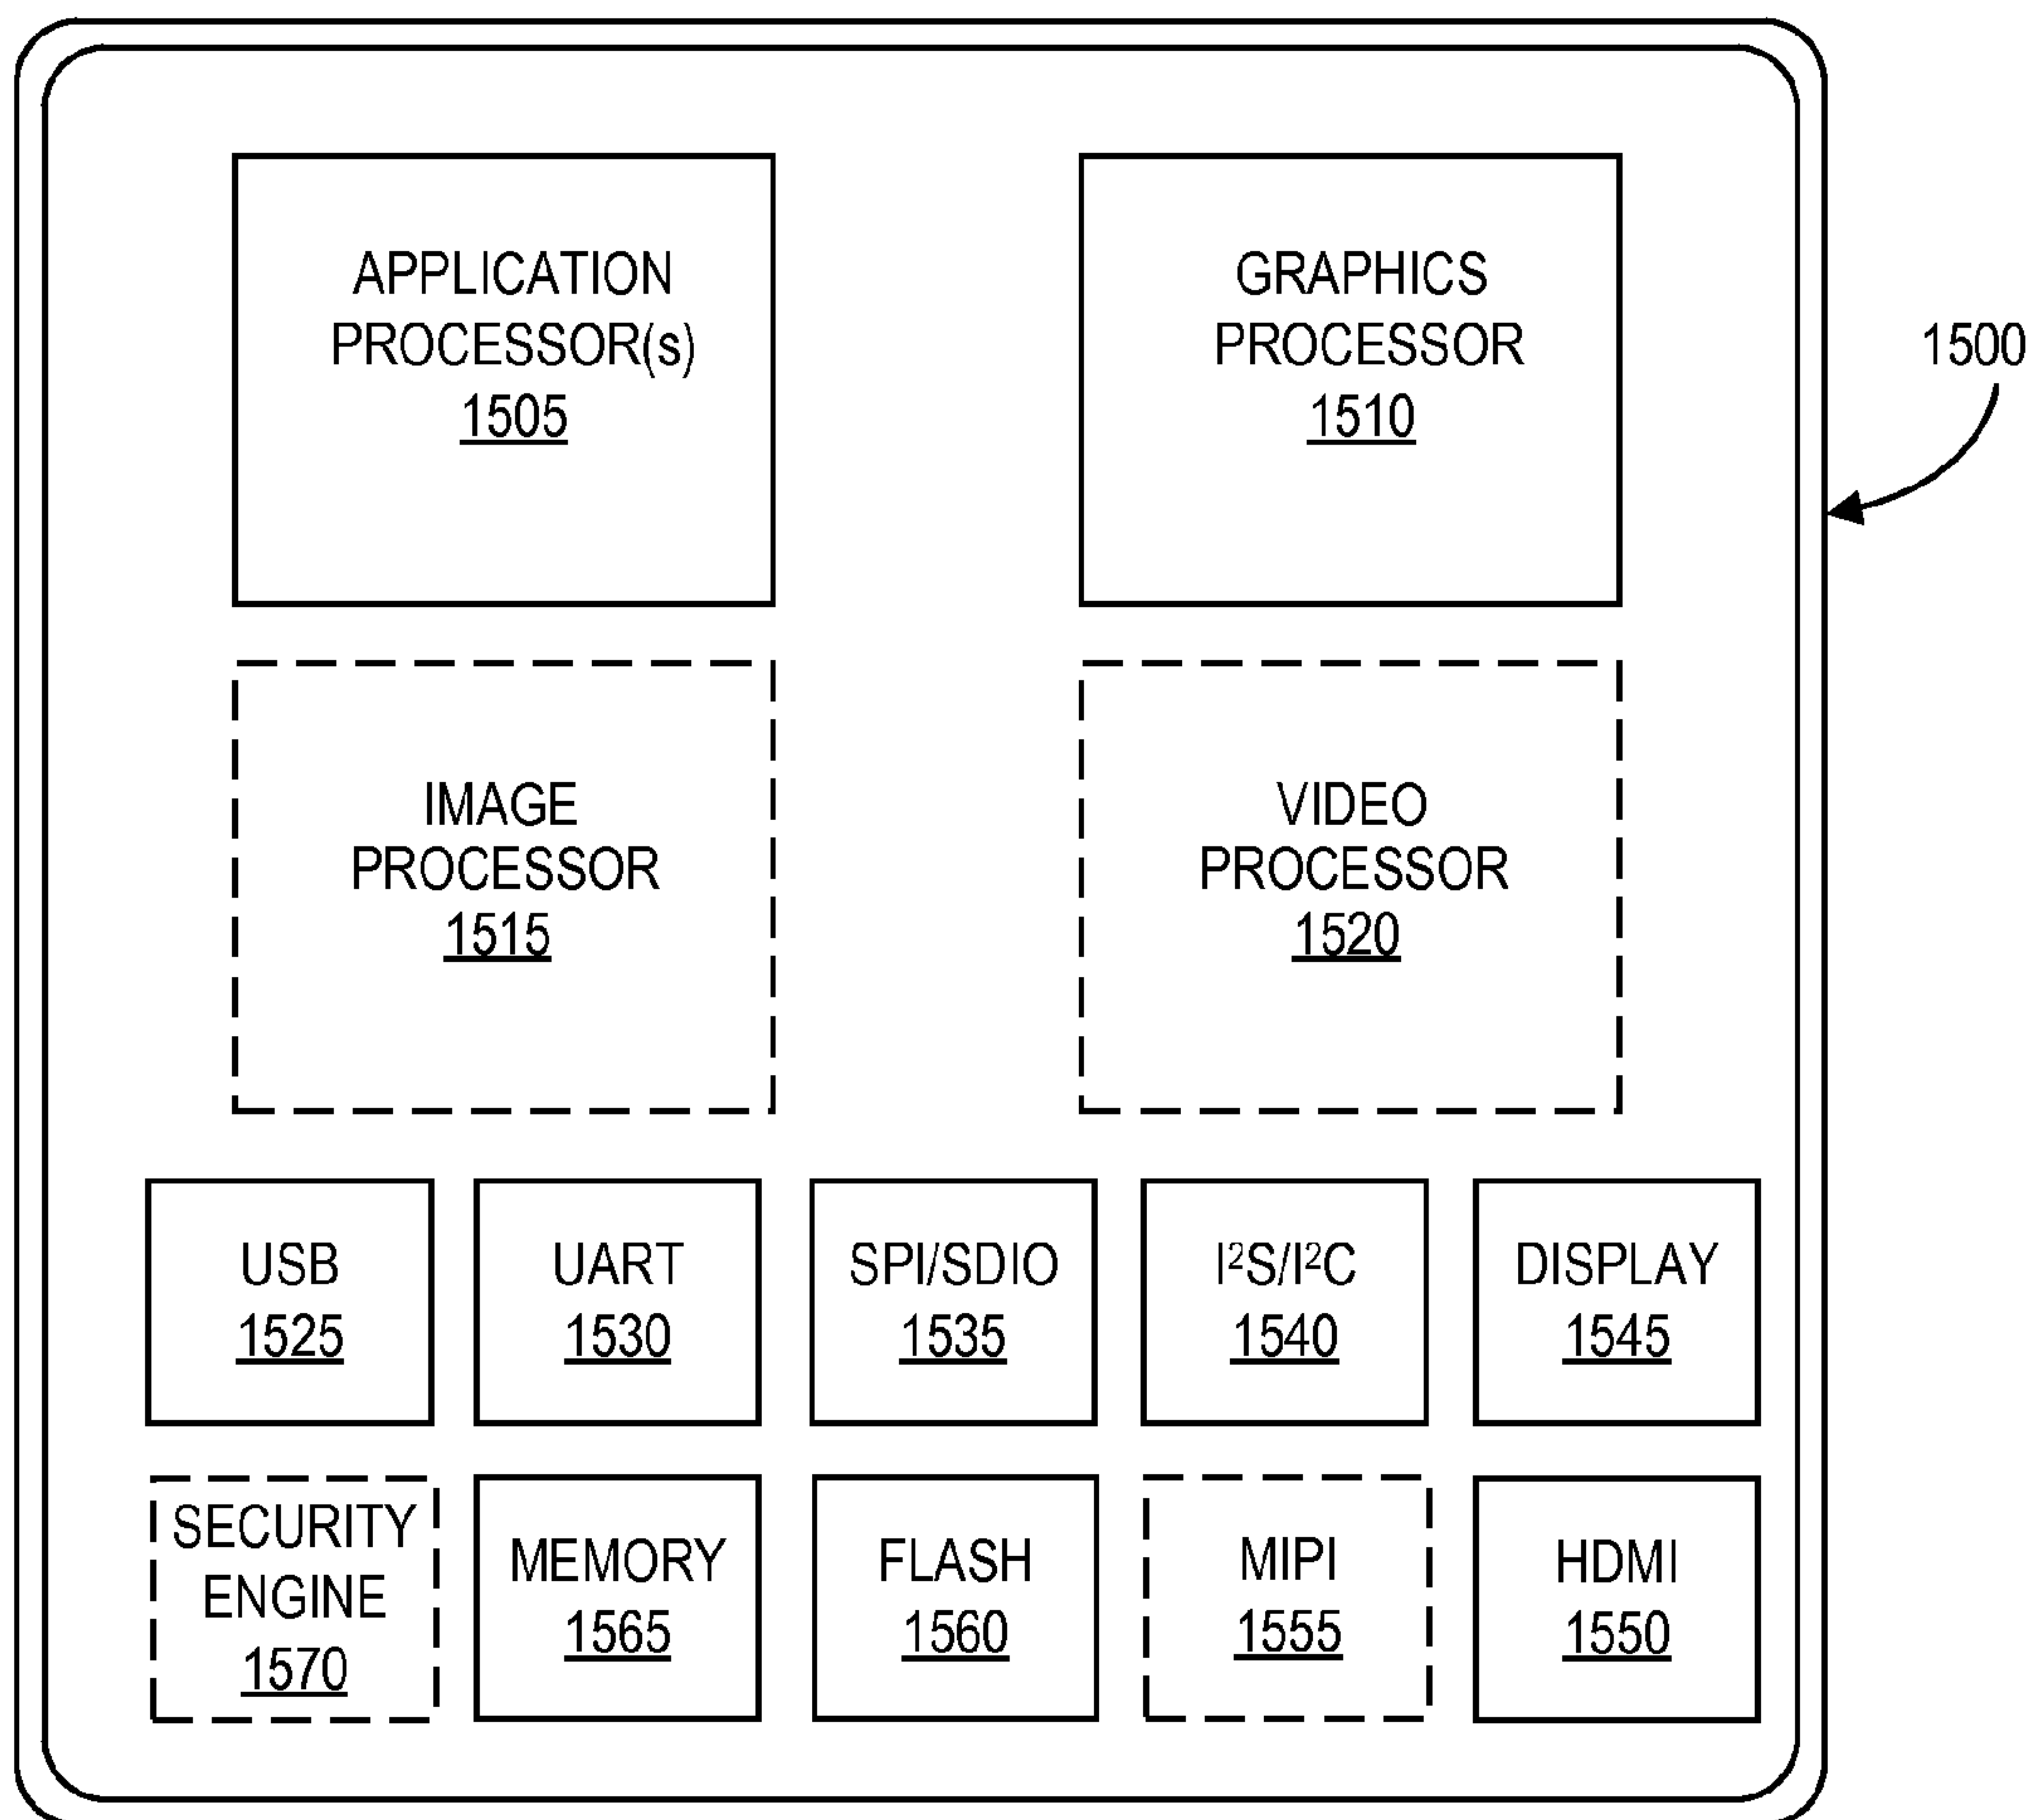 APPLICATION
PROCESSOR(s)
1505
GRAPHICS
PROCESSOR
1510
1500
IMAGE
PROCESSOR
1515
VIDEO
PROCESSOR
1520
USB
1525
UART
1530
SPI/SDIO
1535
I²S/I²C
1540
DISPLAY
1545
SECURITY
ENGINE
1570
MEMORY
1565
FLASH
1560
MIPI
1555
HDMI
1550